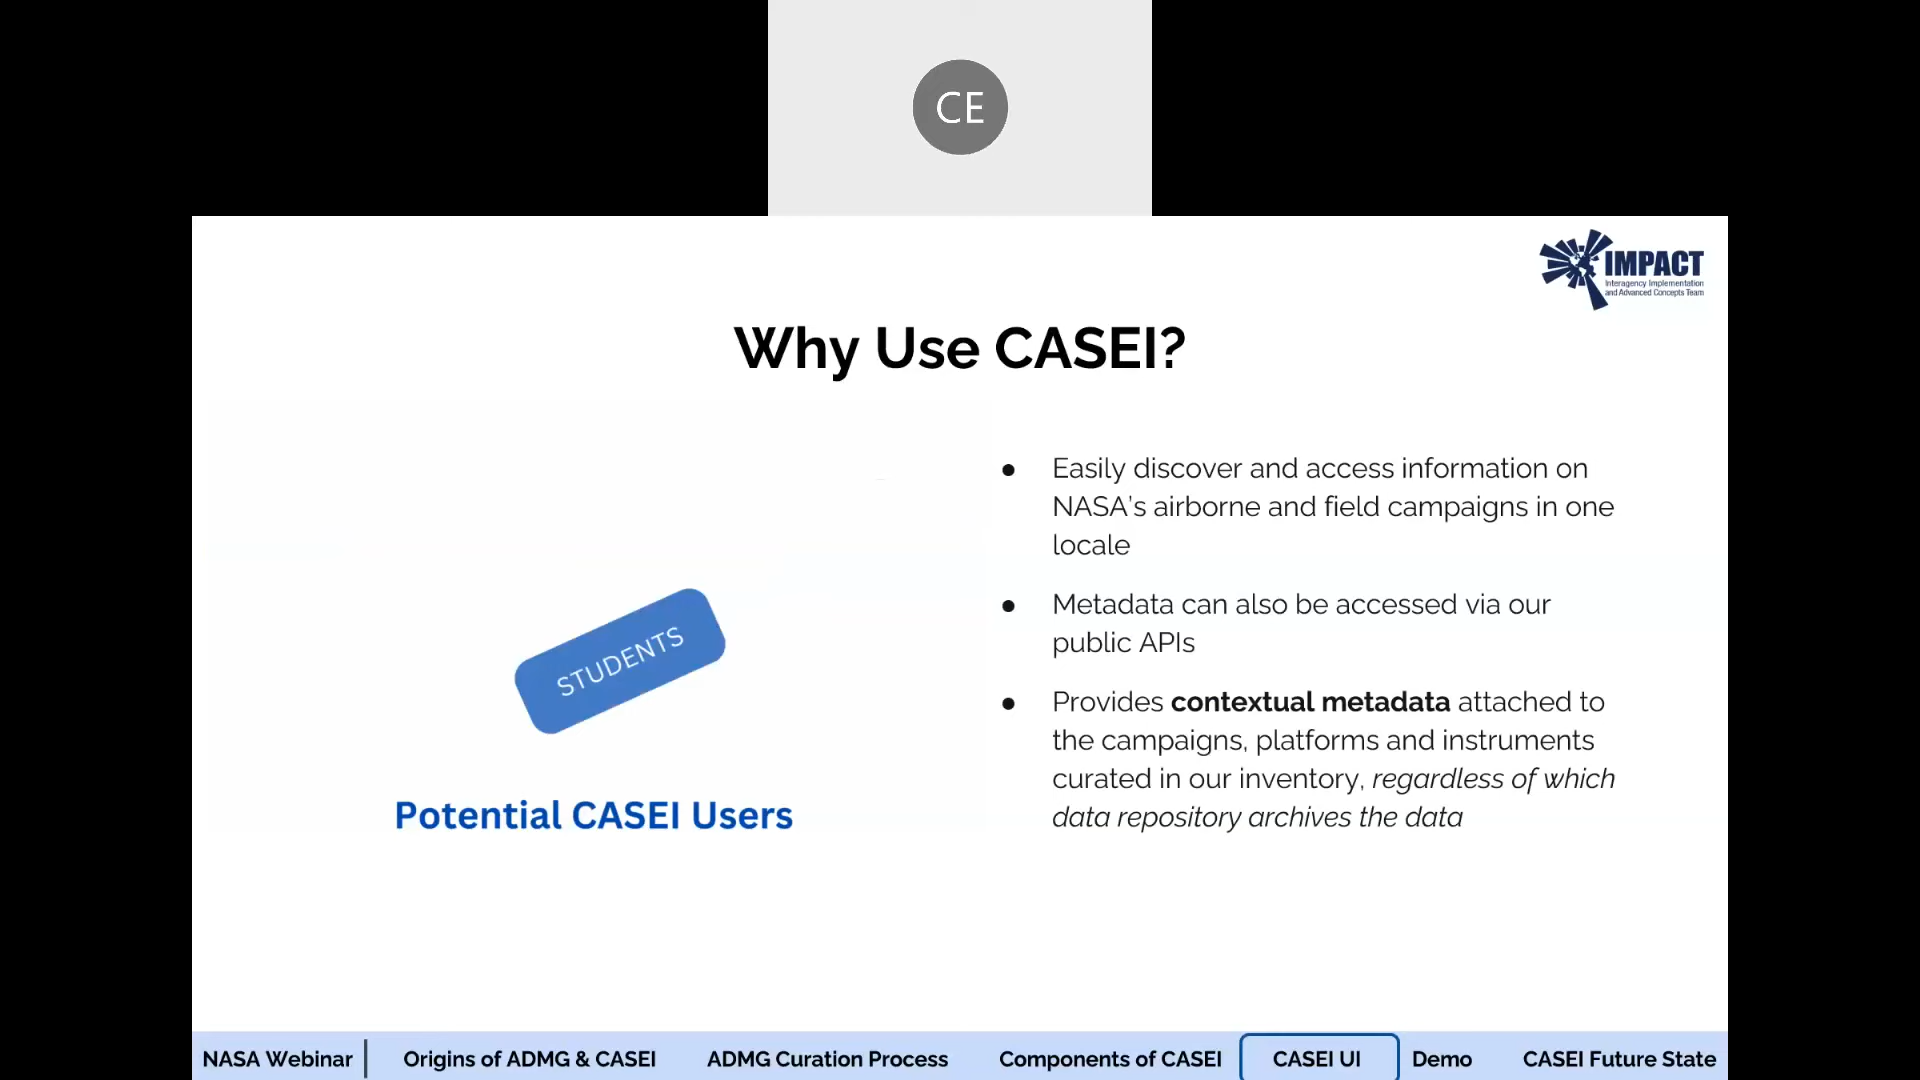 CE
IMPACT
Interagency Implementation
and Advanced Concepts Team
Why Use CASEI?
● Easily discover and access information on
NASA's airborne and field campaigns in one
locale
● Metadata can also be accessed via our
public APIs
● Provides contextual metadata attached to
the campaigns, platforms and instruments
curated in our inventory, regardless of which
data repository archives the data
STUDENTS
Potential CASEI Users
NASA Webinar | Origins of ADMG & CASEI ADMG Curation Process Components of CASEI CASEI UI Demo CASEI Future State